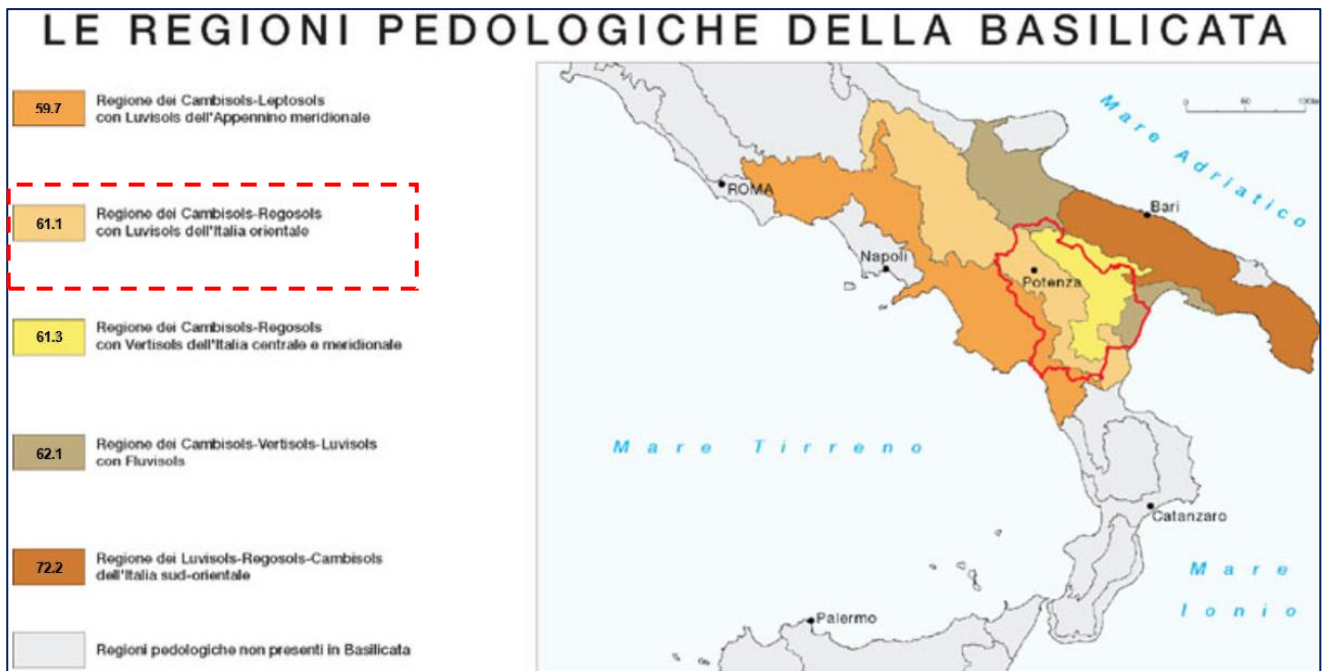 LE REGIONI PEDOLOGICHE DELLA BASILICATA
59.7
Regione dei Cambisols-Leptosols
con Luvisols dell'Appennino meridionale
61.1
Regione dei Cambisols-Regosols
con Luvisols dell'Italia orientale
61.3
Regione dei Cambisols-Regosols
con Vertisols dell'Italia centrale e meridionale
62.1
Regione dei Cambisols-Vertisols-Luvisols
con Fluvisols
72.2
Regione dei Luvisols-Regosols-Cambisols
dell'Italia sud-orientale
Regioni pedologiche non presenti in Basilicata
0 50
Mare Adriatico
ROMA
Bari
Napoli
Potenza
Mare Tirreno
Catanzaro
Mare
Ionio
Palermo